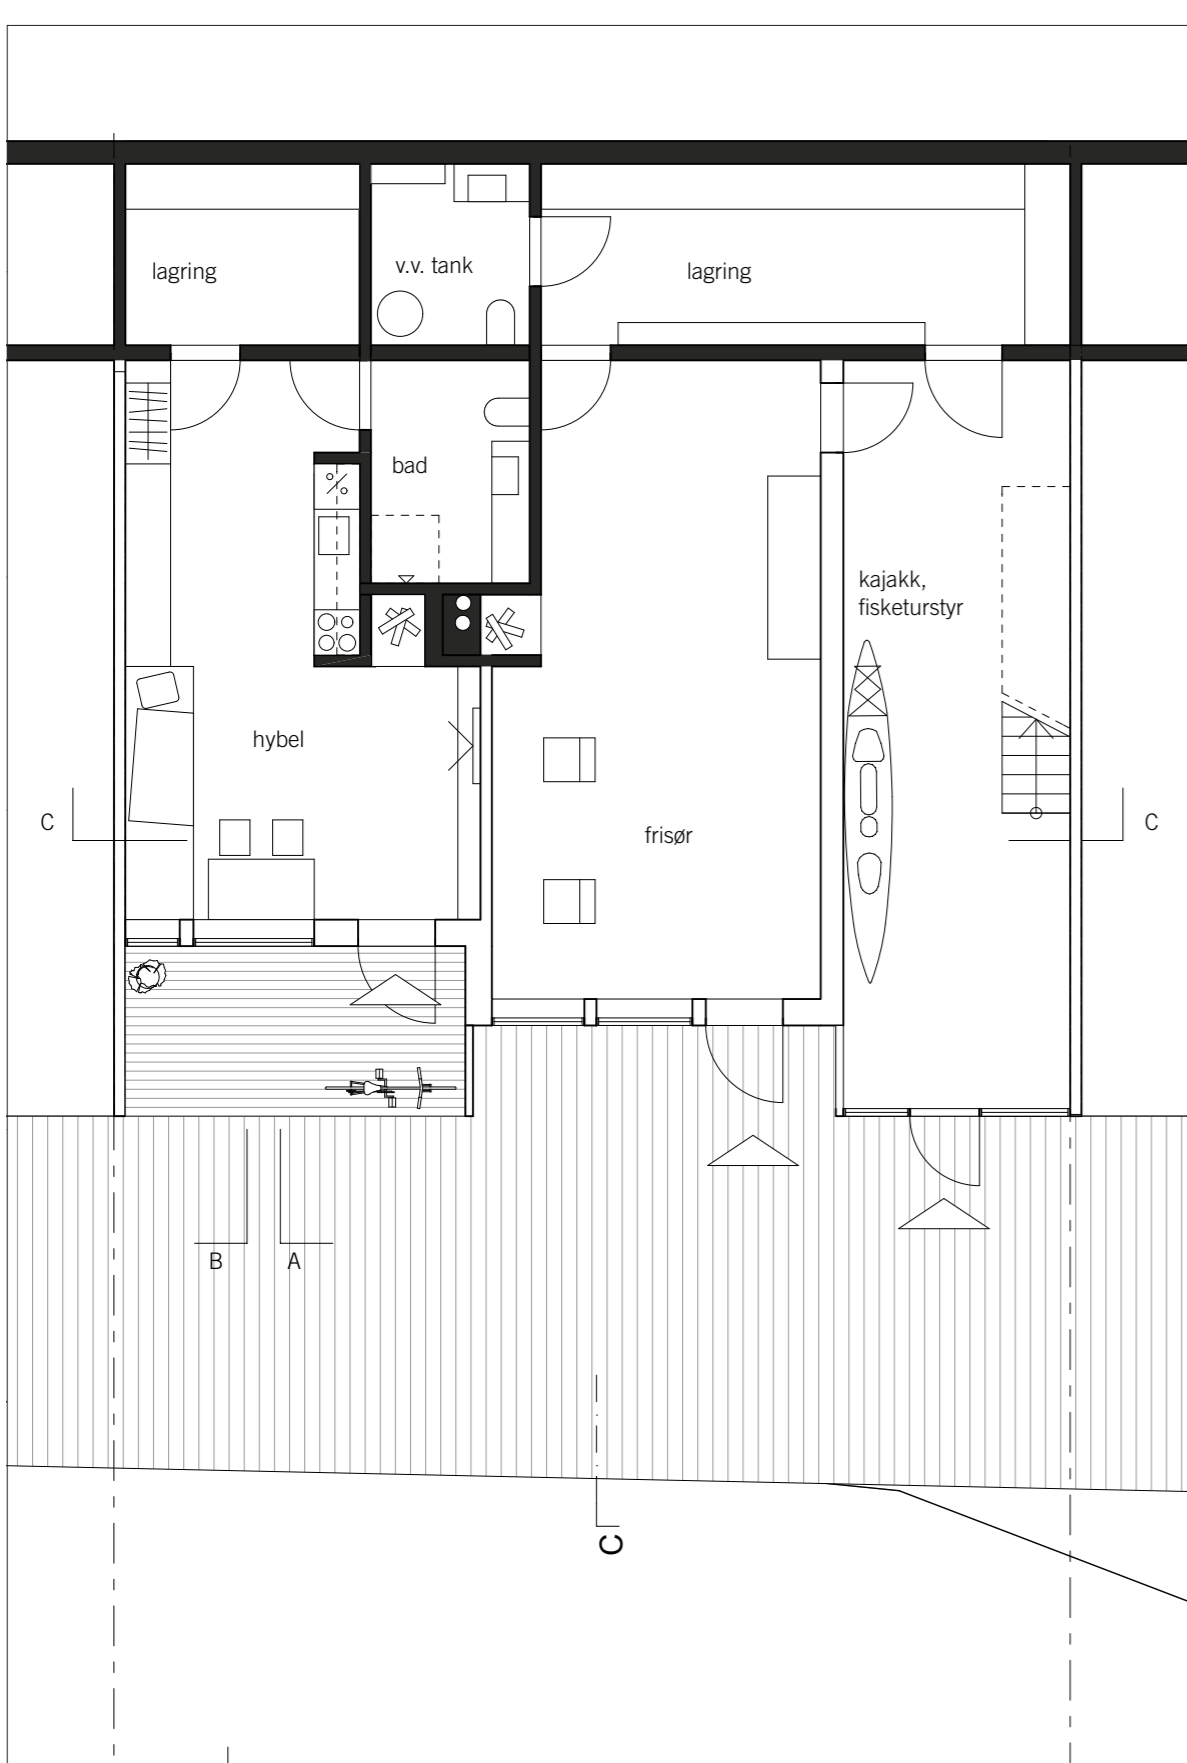 lagring
v.v. tank
lagring
bad
kajakk,
fisketurstyr
hybel
C
frisør
C
B
A
C